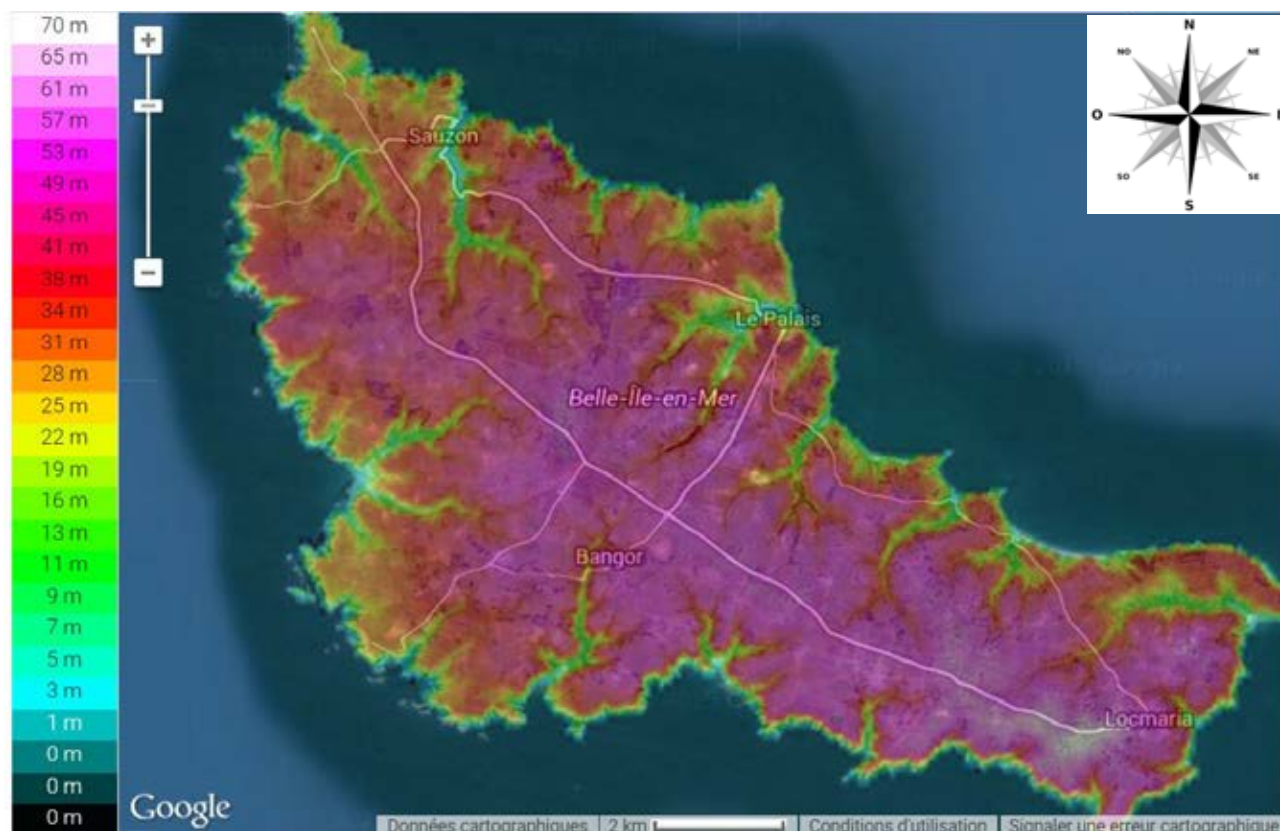 70 m
65 m
61 m
57 m
53 m
49 m
45 m
41 m
38 m
34 m
31 m
28 m
25 m
22 m
19 m
16 m
13 m
11 m
9 m
7 m
5 m
3 m
1 m
0 m
0 m
0 m
+
−
N
NO
NE
O
SO
SE
S
Sauzon
Le Palais
Belle-Île-en-Mer
Bangor
Locmaria
Google
Données cartographiques
2 km
Conditions d'utilisation
Signaler une erreur cartographique